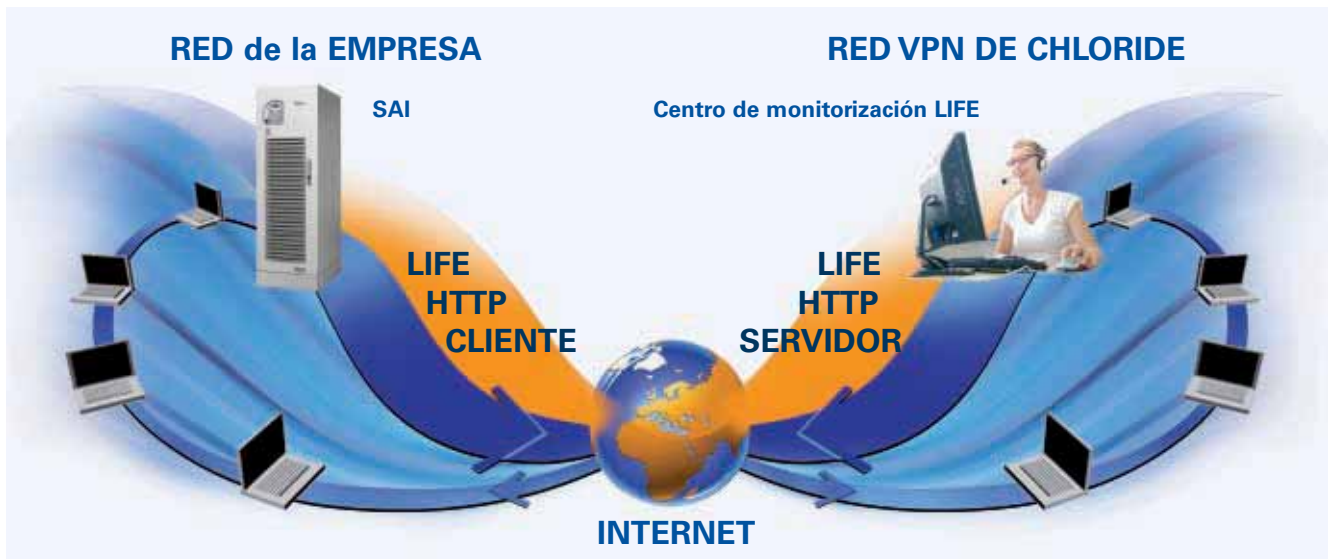 RED de la EMPRESA
RED VPN DE CHLORIDE
SAI
Centro de monitorización LIFE
LIFE
HTTP
CLIENTE
LIFE
HTTP
SERVIDOR
INTERNET